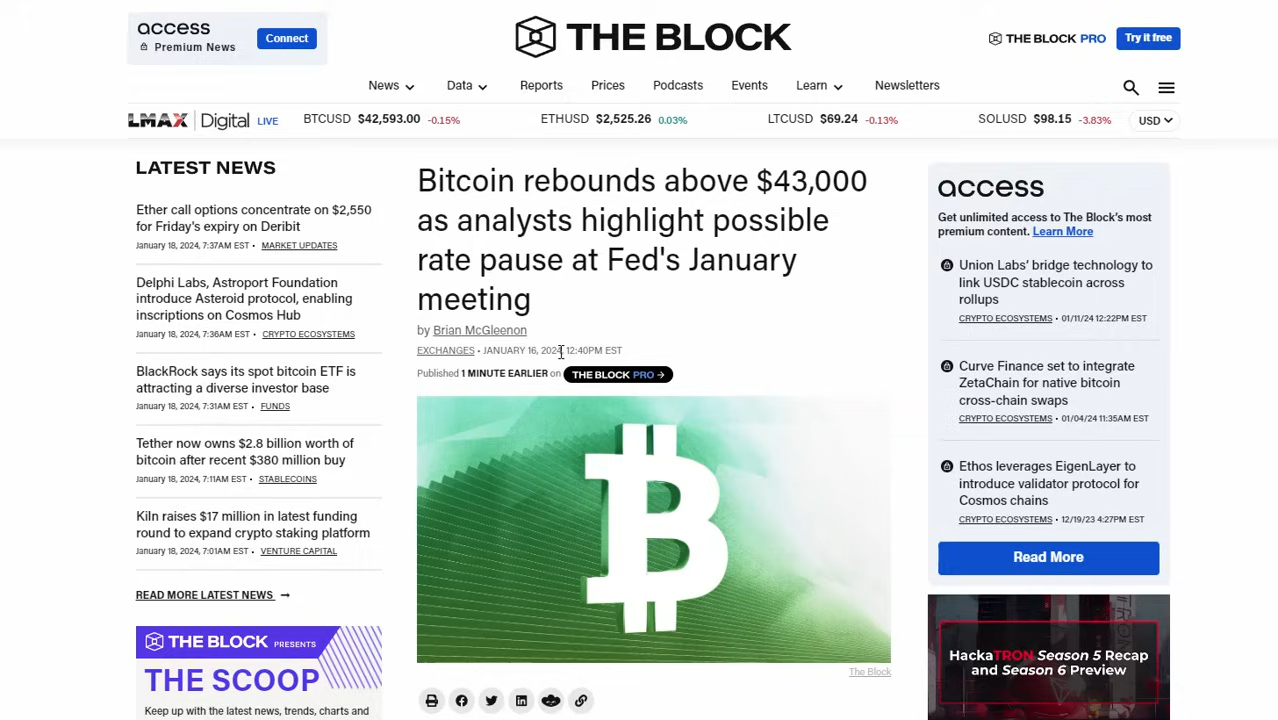 access
Premium News
Connect
THE BLOCK
THE BLOCK PRO
Try it free
News
Data
Reports
Prices
Podcasts
Events
Learn
Newsletters
LMAX Digital LIVE
BTCUSD $42,593.00 -0.15%
ETHUSD $2,525.26 0.03%
LTCUSD $69.24 -0.13%
SOLUSD $98.15 -3.83%
USD
LATEST NEWS
Ether call options concentrate on $2,550
for Friday's expiry on Deribit
January 18, 2024, 7:37AM EST • MARKET UPDATES
Delphi Labs, Astroport Foundation
introduce Asteroid protocol, enabling
inscriptions on Cosmos Hub
January 18, 2024, 7:36AM EST • CRYPTO ECOSYSTEMS
BlackRock says its spot bitcoin ETF is
attracting a diverse investor base
January 18, 2024, 7:31AM EST • FUNDS
Tether now owns $2.8 billion worth of
bitcoin after recent $380 million buy
January 18, 2024, 7:11AM EST • STABLECOINS
Kiln raises $17 million in latest funding
round to expand crypto staking platform
January 18, 2024, 7:01AM EST • VENTURE CAPITAL
READ MORE LATEST NEWS →
THE BLOCK PRESENTS
THE SCOOP
Keep up with the latest news, trends, charts and
Bitcoin rebounds above $43,000
as analysts highlight possible
rate pause at Fed's January
meeting
by Brian McGleenon
EXCHANGES • JANUARY 16, 2024, 12:40PM EST
Published 1 MINUTE EARLIER on THE BLOCK PRO →
The Block
access
Get unlimited access to The Block's most
premium content. Learn More
Union Labs' bridge technology to
link USDC stablecoin across
rollups
CRYPTO ECOSYSTEMS • 01/11/24 12:22PM EST
Curve Finance set to integrate
ZetaChain for native bitcoin
cross-chain swaps
CRYPTO ECOSYSTEMS • 01/04/24 11:35AM EST
Ethos leverages EigenLayer to
introduce validator protocol for
Cosmos chains
CRYPTO ECOSYSTEMS • 12/19/23 4:27PM EST
Read More
HackaTRON Season 5 Recap
and Season 6 Preview